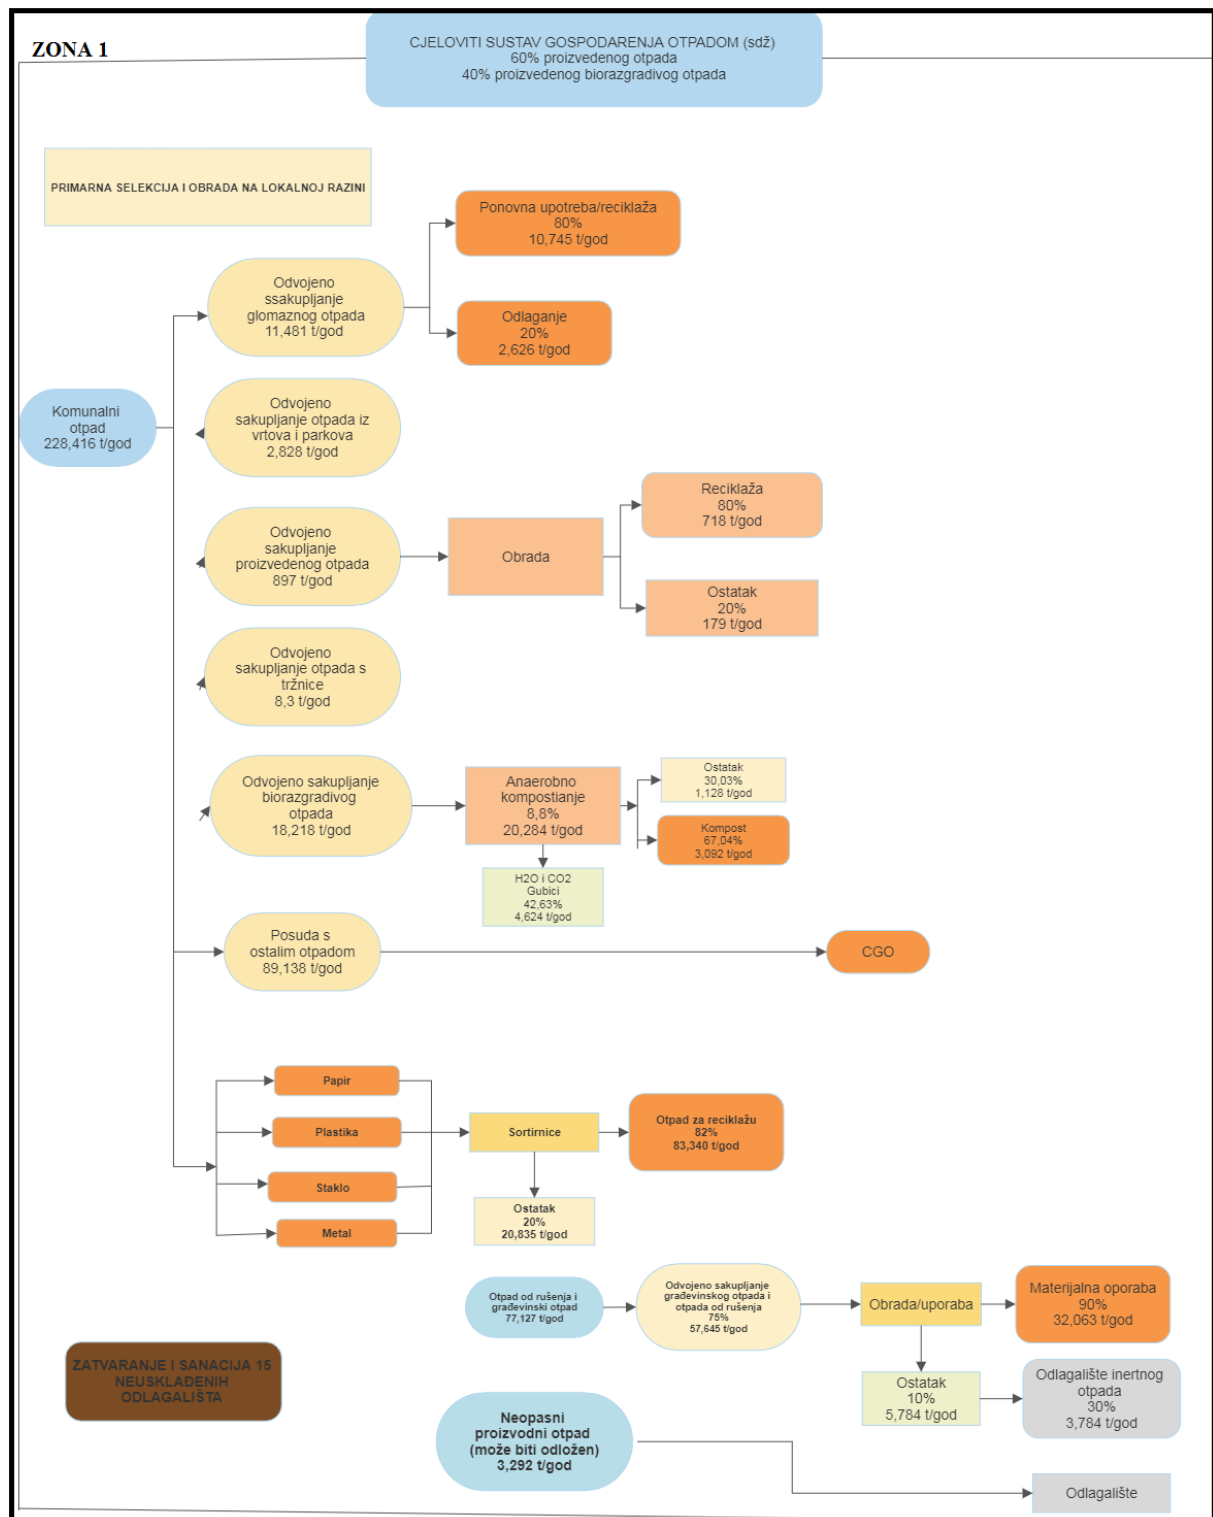 ZONA 1
CJELOVITI SUSTAV GOSPODARENJA OTPADOM (sdž)
60% proizvedenog otpada
40% proizvedenog biorazgradivog otpada
PRIMARNA SELEKCIJA I OBRADA NA LOKALNOJ RAZINI
Ponovna upotreba/reciklaža
80%
10,745 t/god
Odvojeno
ssakupljanje
glomaznog otpada
11,481 t/god
Odlaganje
20%
2,626 t/god
Komunalni
otpad
228,416 t/god
Odvojeno
sakupljanje otpada iz
vrtova i parkova
2,828 t/god
Odvojeno
sakupljanje
proizvedenog otpada
897 t/god
Obrada
Reciklaža
80%
718 t/god
Ostatak
20%
179 t/god
Odvojeno
sakupljanje otpada s
tržnice
8,3 t/god
Odvojeno sakupljanje
biorazgradivog
otpada
18,218 t/god
Anaerobno
kompostianje
8,8%
20,284 t/god
Ostatak
30,03%
1,128 t/god
Kompost
67,04%
3,092 t/god
H2O i CO2
Gubici
42,63%
4,624 t/god
Posuda s
ostalim otpadom
89,138 t/god
CGO
Papir
Plastika
Staklo
Metal
Sortirnice
Otpad za reciklažu
82%
83,340 t/god
Ostatak
20%
20,835 t/god
Otpad od rušenja i
građevinski otpad
77,127 t/god
Odvojeno sakupljanje
građevinskog otpada i
otpada od rušenja
75%
57,645 t/god
Obrada/uporaba
Materijalna oporaba
90%
32,063 t/god
Ostatak
10%
5,784 t/god
Odlagalište inertnog
otpada
30%
3,784 t/god
ZATVARANJE I SANACIJA 15
NEUSKLAĐENIH
ODLAGALIŠTA
Neopasni
proizvodni otpad
(može biti odložen)
3,292 t/god
Odlagalište